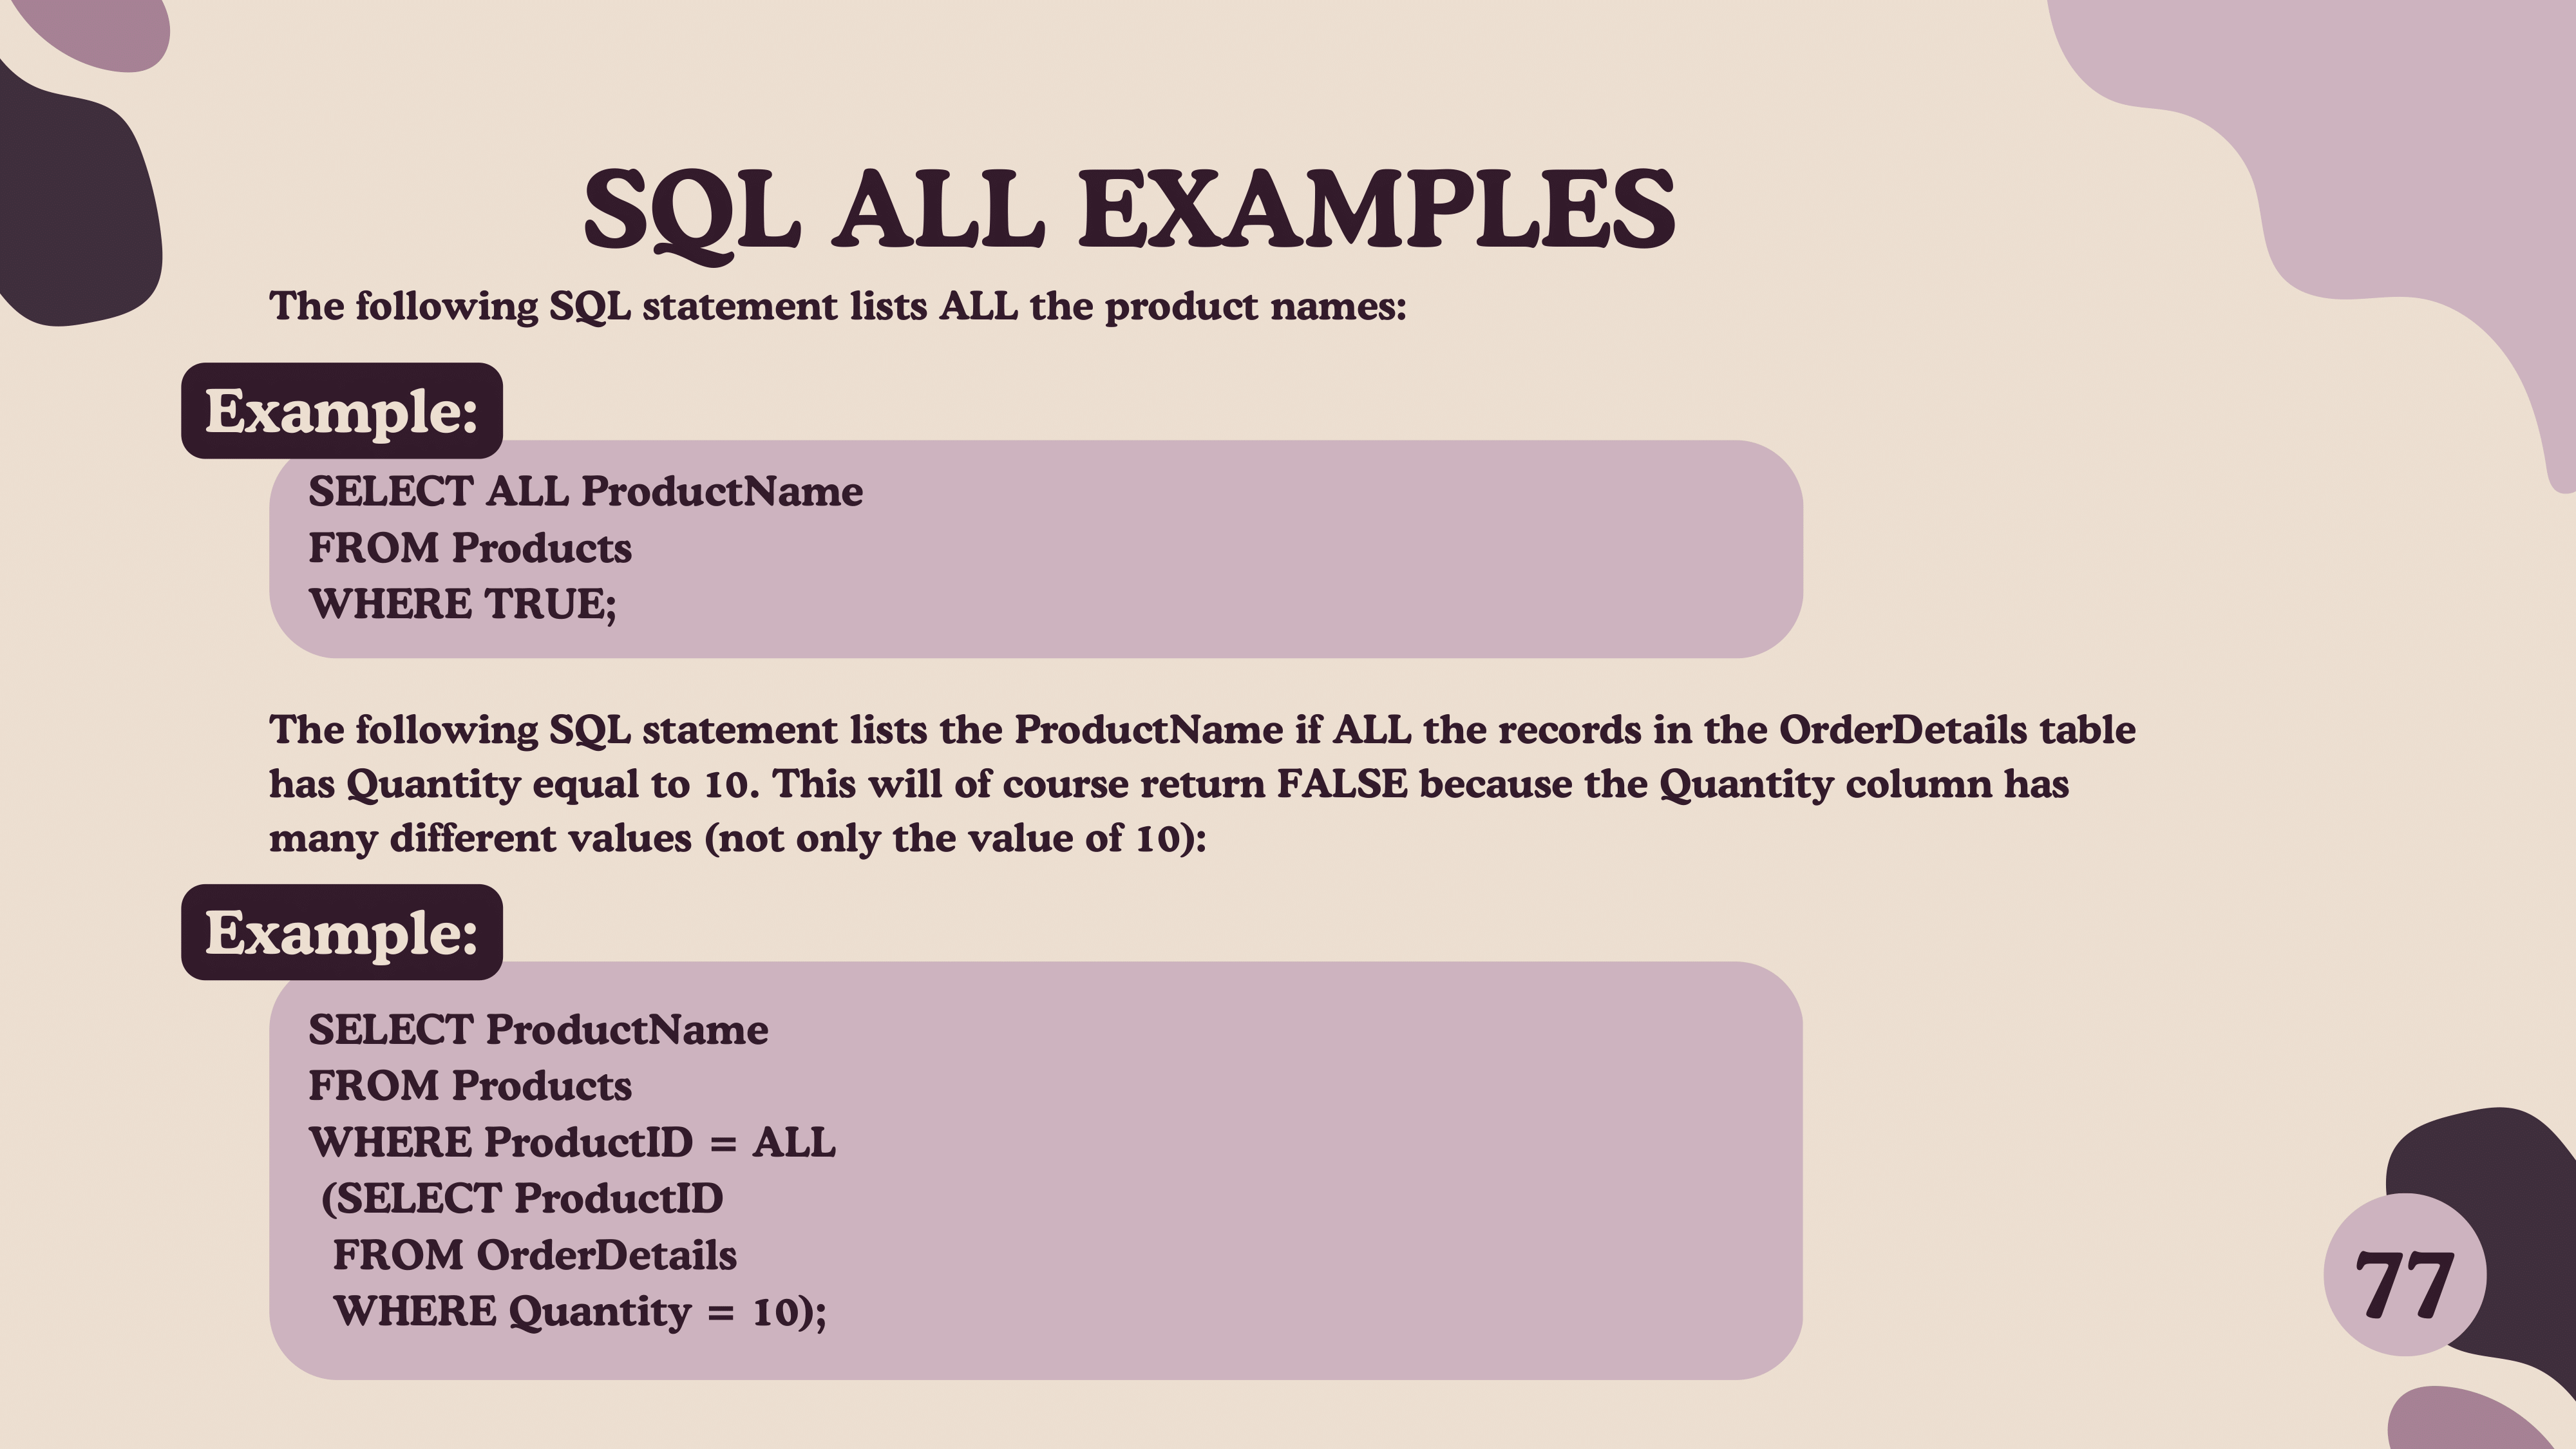 SQL ALL EXAMPLES
The following SQL statement lists ALL the product names:
Example:
SELECT ALL ProductName
FROM Products
WHERE TRUE;
The following SQL statement lists the ProductName if ALL the records in the OrderDetails table
has Quantity equal to 10. This will of course return FALSE because the Quantity column has
many different values (not only the value of 10):
Example:
SELECT ProductName
FROM Products
WHERE ProductID = ALL
(SELECT ProductID
FROM OrderDetails
WHERE Quantity = 10);
77